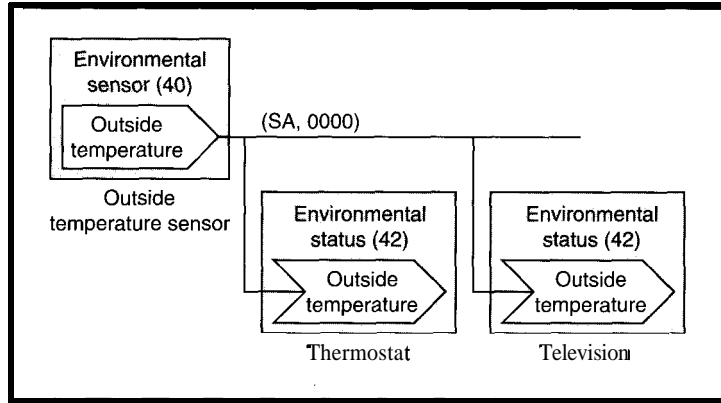 Environmental
sensor (40)
Outside
temperature
(SA, 0000)
Outside
temperature sensor
Environmental
status (42)
Outside
temperature
Thermostat
Environmental
status (42)
Outside
temperature
Television